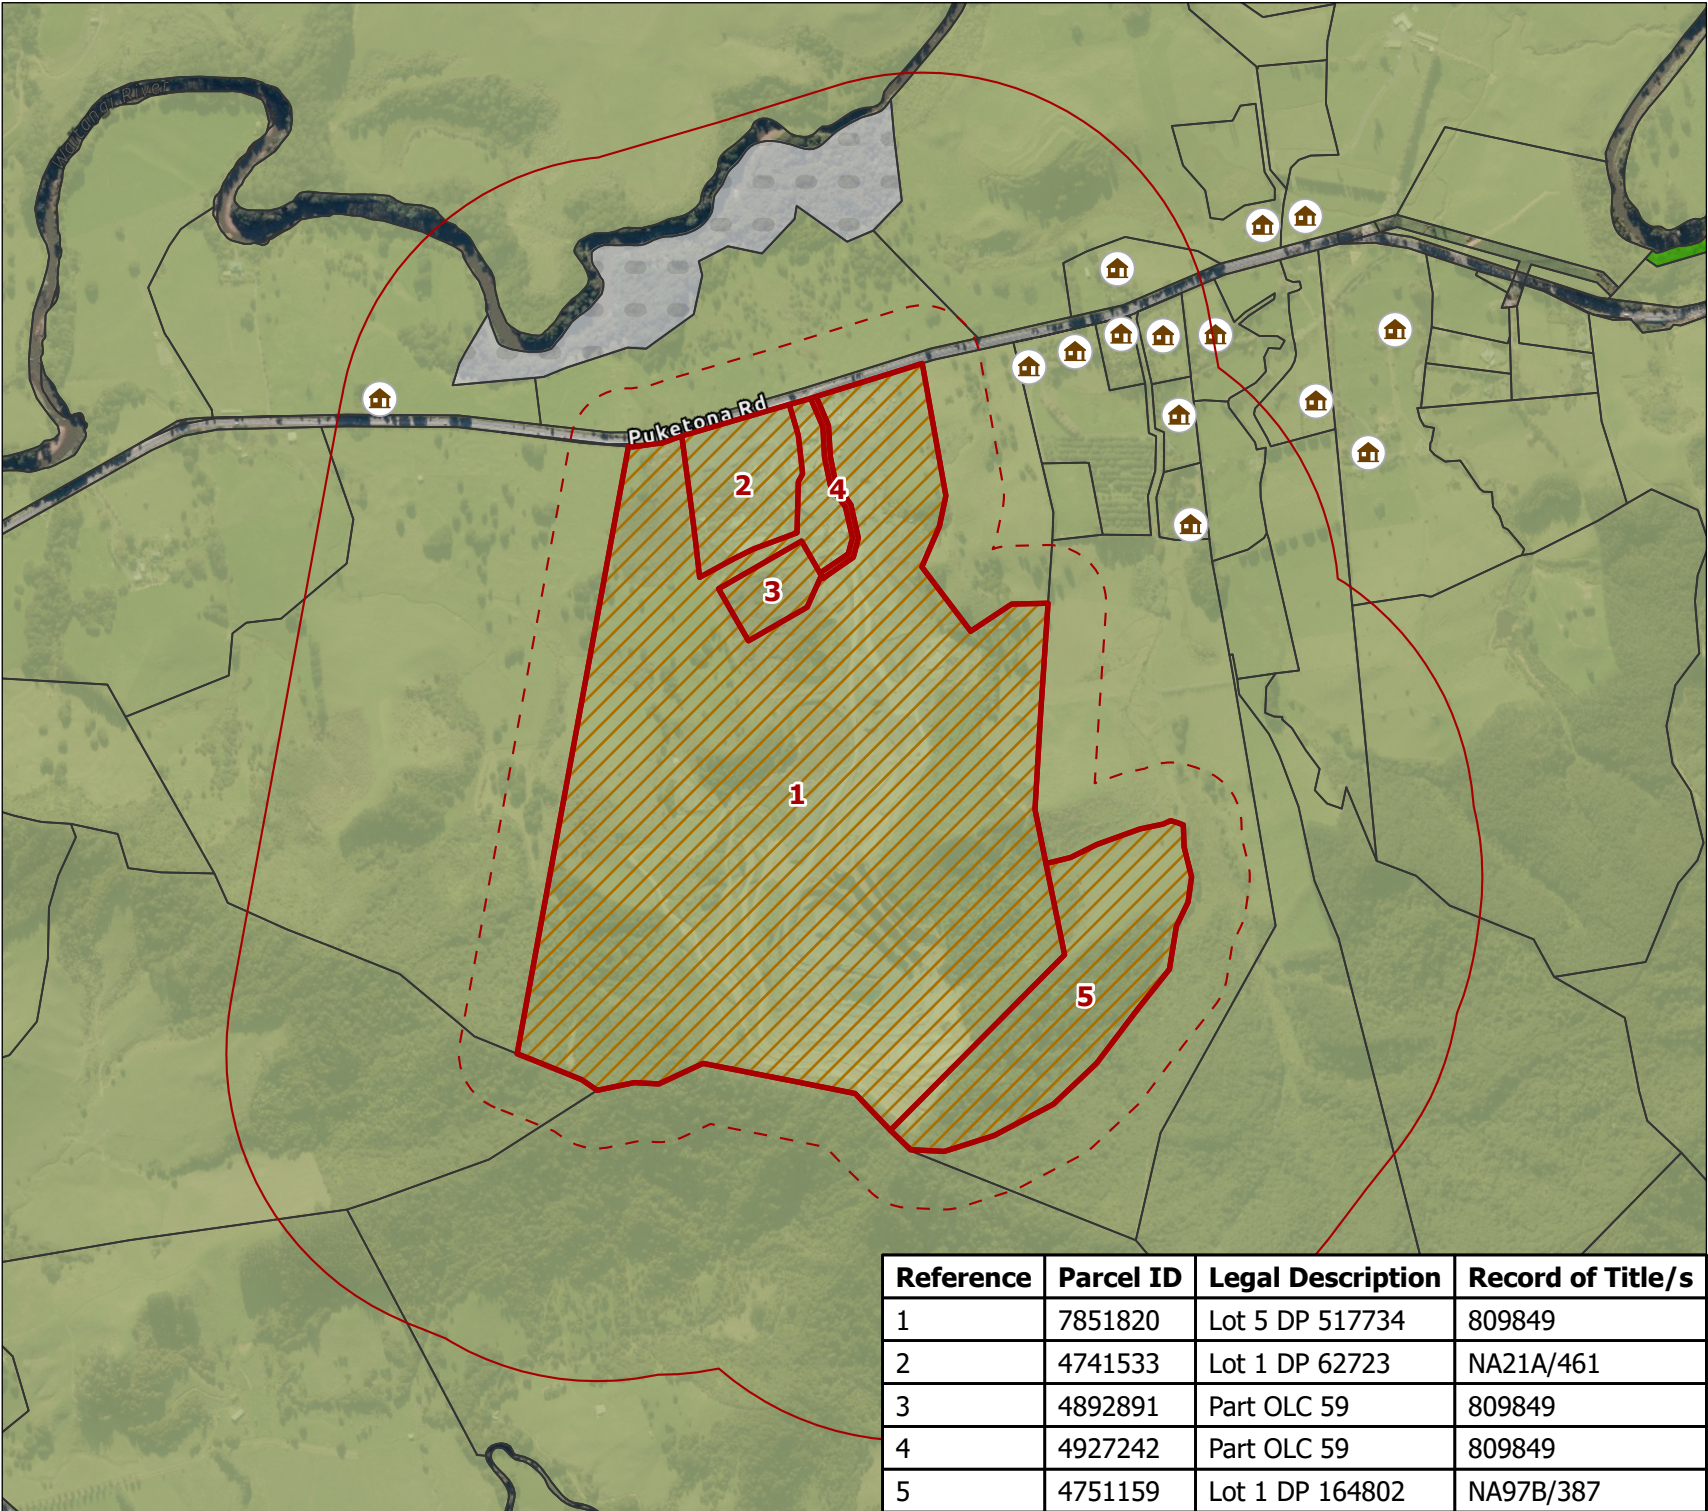 Waitangi River
Puketona Rd
2
4
3
1
5
Reference Parcel ID Legal Description Record of Title/s
1 7851820 Lot 5 DP 517734 809849
2 4741533 Lot 1 DP 62723 NA21A/461
3 4892891 Part OLC 59 809849
4 4927242 Part OLC 59 809849
5 4751159 Lot 1 DP 164802 NA97B/387